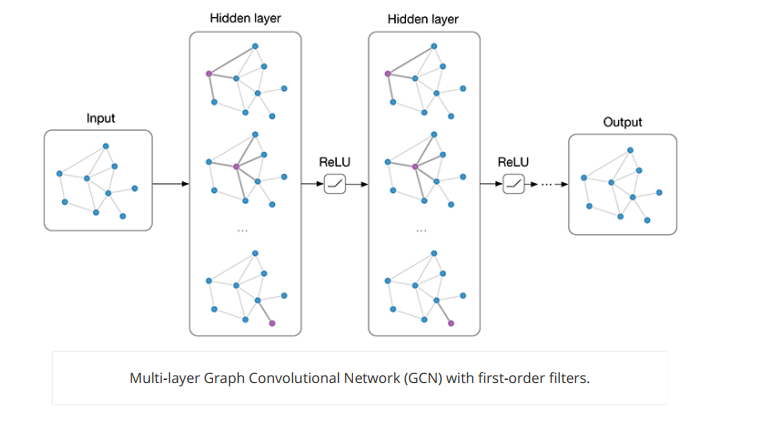 Hidden layer
Hidden layer
Input
Output
ReLU
ReLU
...
...
Multi-layer Graph Convolutional Network (GCN) with first-order filters.